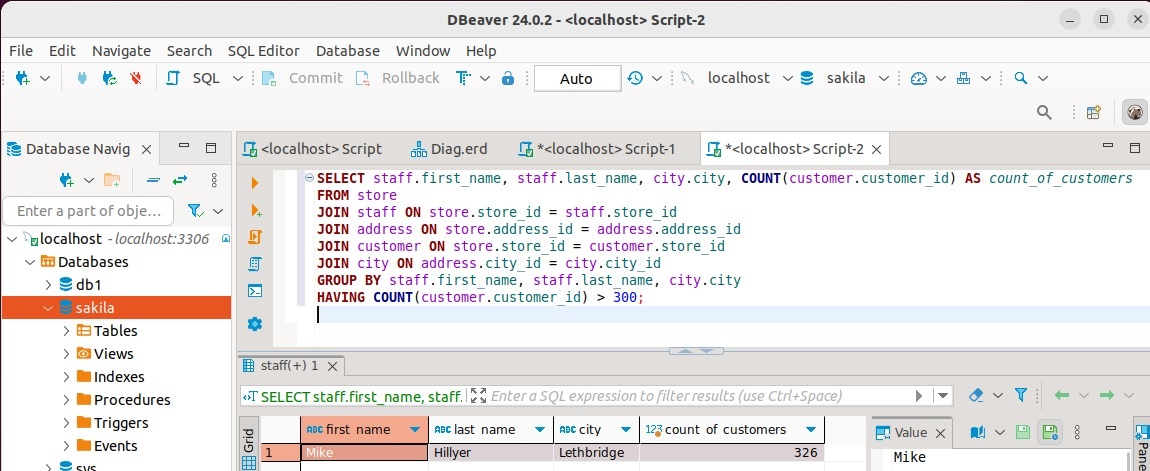 DBeaver 24.0.2 - <localhost> Script-2
File Edit Navigate Search SQL Editor Database Window Help
SQL Commit Rollback Auto localhost sakila
Database Navig
<localhost> Script Diag.erd *<localhost> Script-1 *<localhost> Script-2
Enter a part of obje...
localhost - localhost:3306
Databases
db1
sakila
Tables
Views
Indexes
Procedures
Triggers
Events
sys
SELECT staff.first_name, staff.last_name, city.city, COUNT(customer.customer_id) AS count_of_customers
FROM store
JOIN staff ON store.store_id = staff.store_id
JOIN address ON store.address_id = address.address_id
JOIN customer ON store.store_id = customer.store_id
JOIN city ON address.city_id = city.city_id
GROUP BY staff.first_name, staff.last_name, city.city
HAVING COUNT(customer.customer_id) > 300;
staff(+) 1
SELECT staff.first_name, staff. Enter a SQL expression to filter results (use Ctrl+Space)
Grid
ABC first_name ABC last_name ABC city 123 count_of_customers
1 Mike Hillyer Lethbridge 326
Value
Mike
Pane